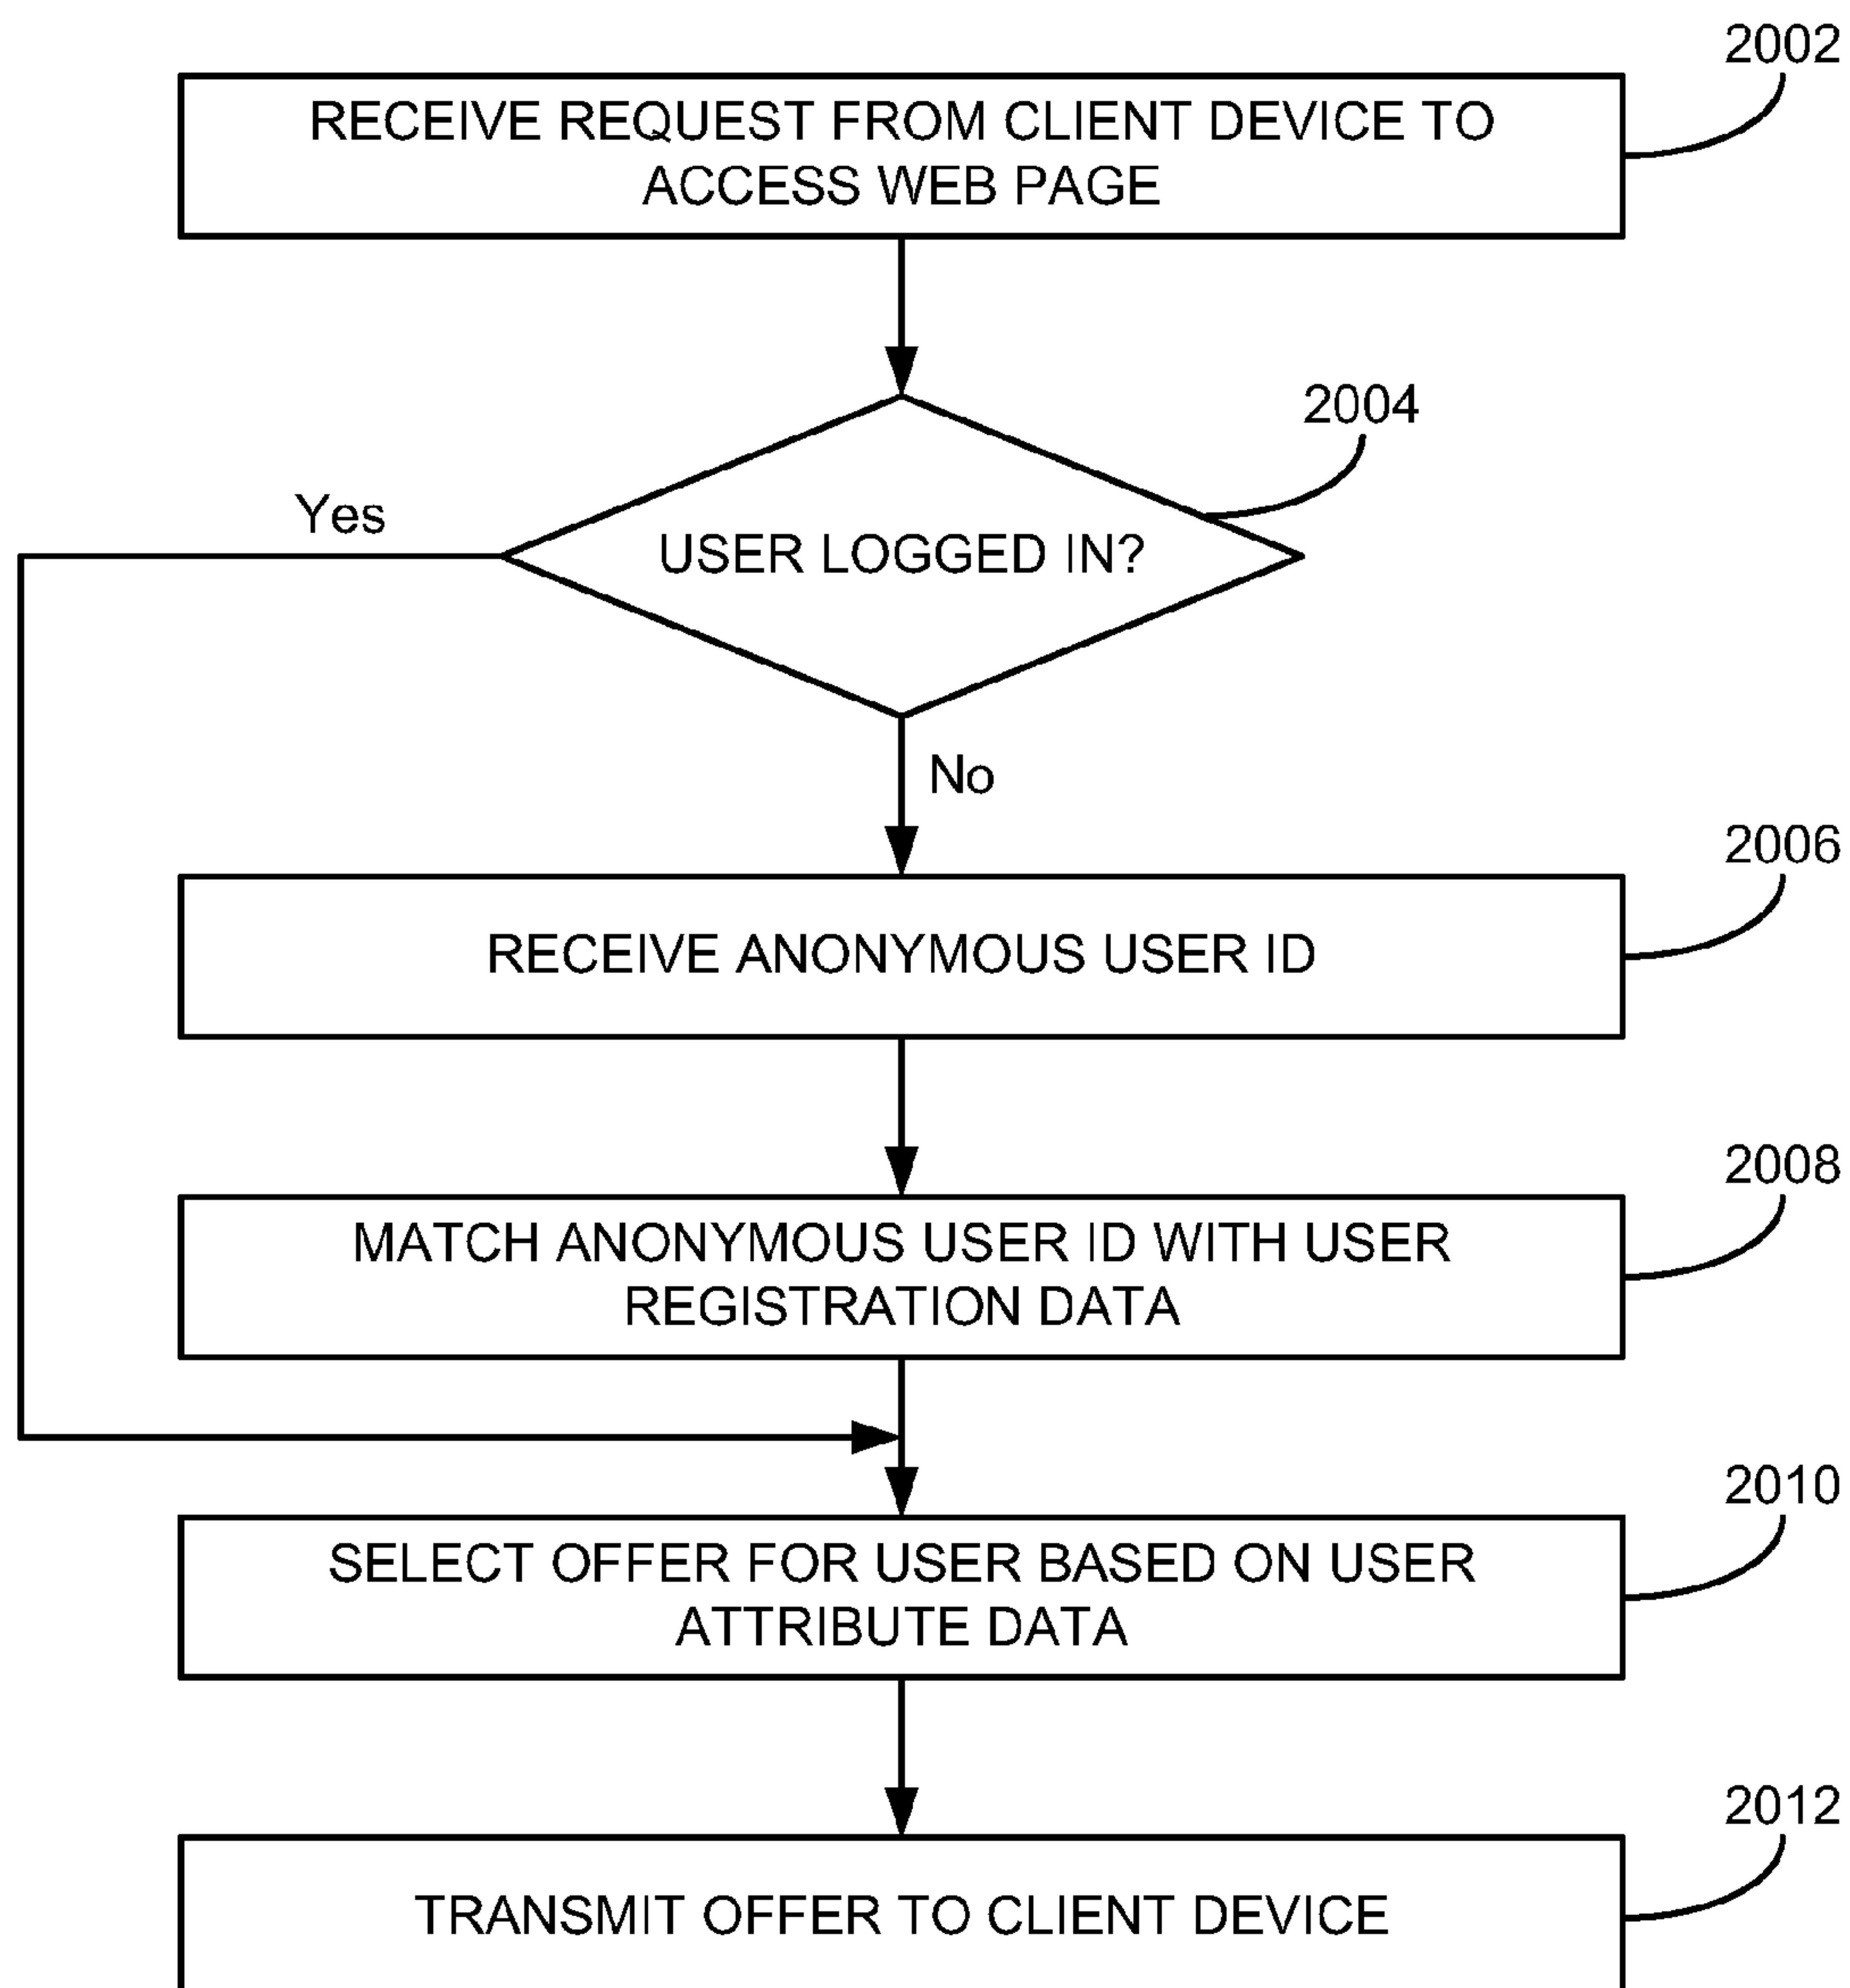 2002
RECEIVE REQUEST FROM CLIENT DEVICE TO
ACCESS WEB PAGE
2004
Yes
USER LOGGED IN?
No
2006
RECEIVE ANONYMOUS USER ID
2008
MATCH ANONYMOUS USER ID WITH USER
REGISTRATION DATA
2010
SELECT OFFER FOR USER BASED ON USER
ATTRIBUTE DATA
2012
TRANSMIT OFFER TO CLIENT DEVICE